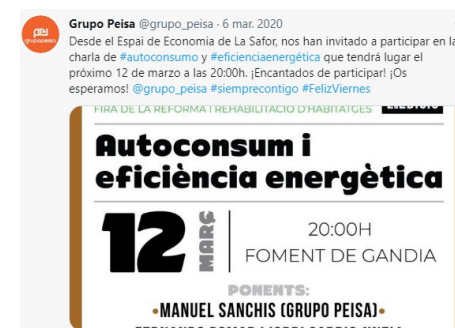 Grupo Peisa @grupo_peisa · 6 mar. 2020
Desde el Espai de Economia de La Safor, nos han invitado a participar en la
charla de #autoconsumo y #eficienciaenergética que tendrá lugar el
próximo 12 de marzo a las 20:00h. ¡Encantados de participar! ¡Os
esperamos! @grupo_peisa #siemprecontigo #FelizViernes
FIRA DE LA REFORMA I REHABILITACIÓ D'HABITATGES
Autoconsum i
eficiència energètica
12 MARÇ
20:00H
FOMENT DE GANDIA
PONENTS:
•MANUEL SANCHIS (GRUPO PEISA)•